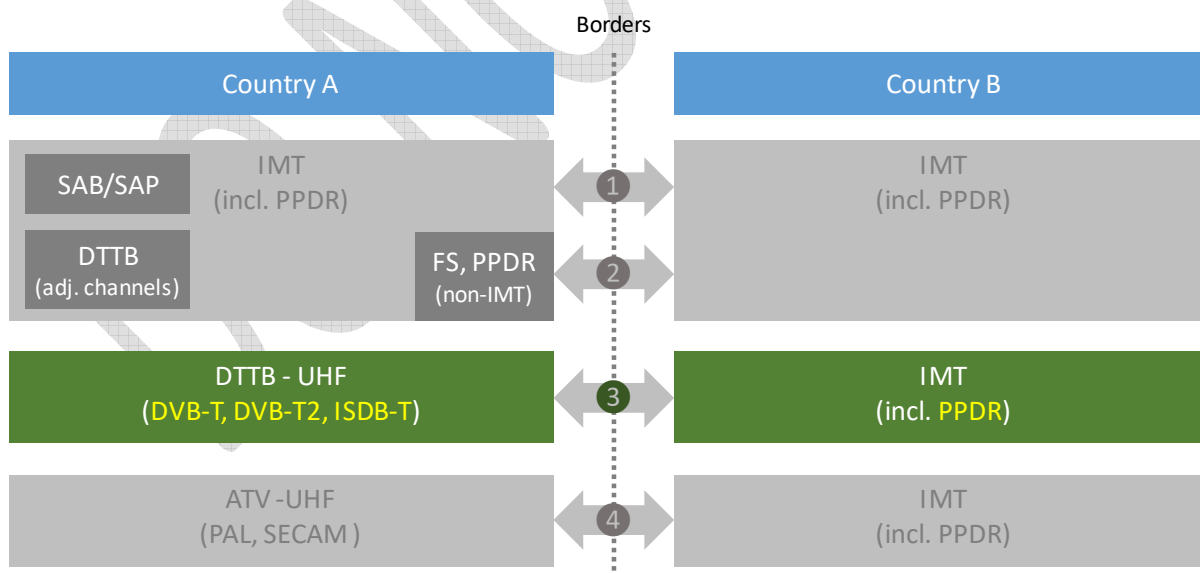 Borders
Country A
Country B
SAB/SAP
IMT
(incl. PPDR)
1
IMT
(incl. PPDR)
DTTB
(adj. channels)
FS, PPDR
(non-IMT)
2
DTTB - UHF
(DVB-T, DVB-T2, ISDB-T)
3
IMT
(incl. PPDR)
ATV -UHF
(PAL, SECAM )
4
IMT
(incl. PPDR)